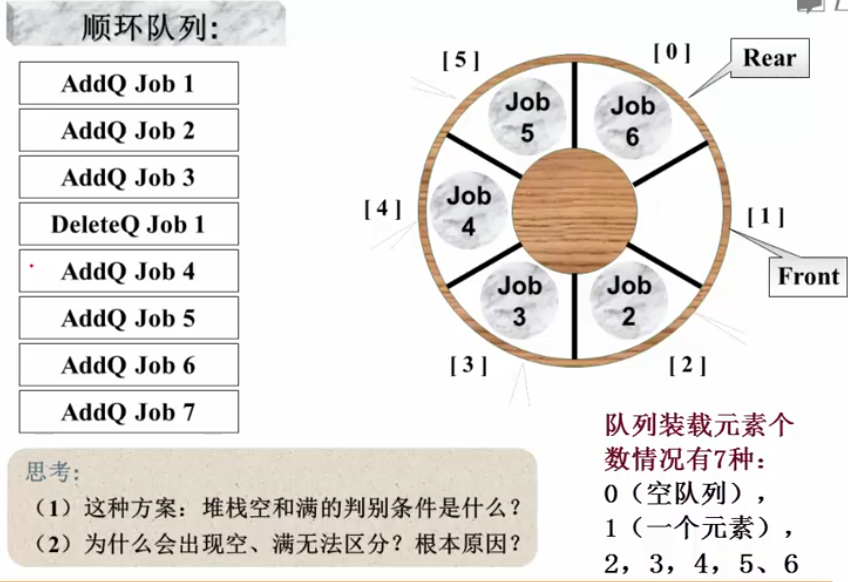 顺环队列:
AddQ Job 1
AddQ Job 2
AddQ Job 3
DeleteQ Job 1
AddQ Job 4
AddQ Job 5
AddQ Job 6
AddQ Job 7
[ 5 ]
[ 0 ]
Rear
Job
5
Job
6
[ 4 ]
Job
4
[ 1 ]
Front
Job
3
Job
2
[ 3 ]
[ 2 ]
思考:
（1）这种方案：堆栈空和满的判别条件是什么？
（2）为什么会出现空、满无法区分？根本原因？
队列装载元素个
数情况有7种：
0（空队列），
1（一个元素），
2，3，4，5、6